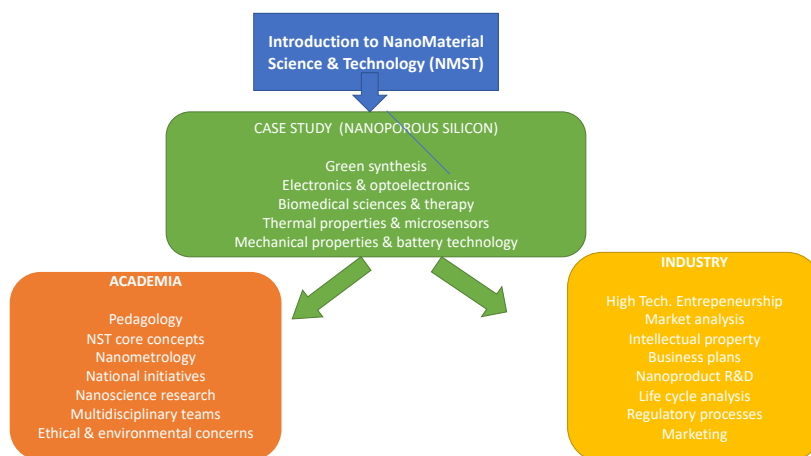 Introduction to NanoMaterial
Science & Technology (NMST)
CASE STUDY (NANOPOROUS SILICON)
Green synthesis
Electronics & optoelectronics
Biomedical sciences & therapy
Thermal properties & microsensors
Mechanical properties & battery technology
ACADEMIA
Pedagology
NST core concepts
Nanometrology
National initiatives
Nanoscience research
Multidisciplinary teams
Ethical & environmental concerns
INDUSTRY
High Tech. Entrepeneurship
Market analysis
Intellectual property
Business plans
Nanoproduct R&D
Life cycle analysis
Regulatory processes
Marketing